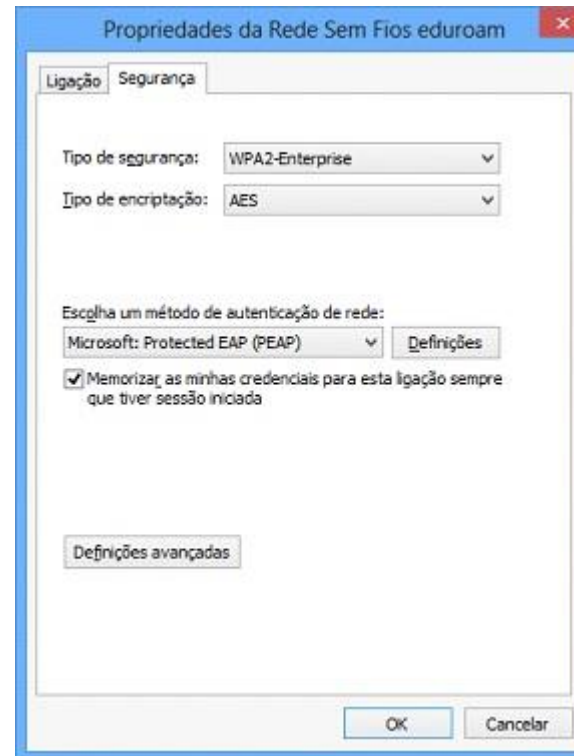 Propriedades da Rede Sem Fios eduroam
Ligação Segurança
Tipo de segurança: WPA2-Enterprise
Tipo de encriptação: AES
Escolha um método de autenticação de rede:
Microsoft: Protected EAP (PEAP) Definições
Memorizar as minhas credenciais para esta ligação sempre
que tiver sessão iniciada
Definições avançadas
OK Cancelar